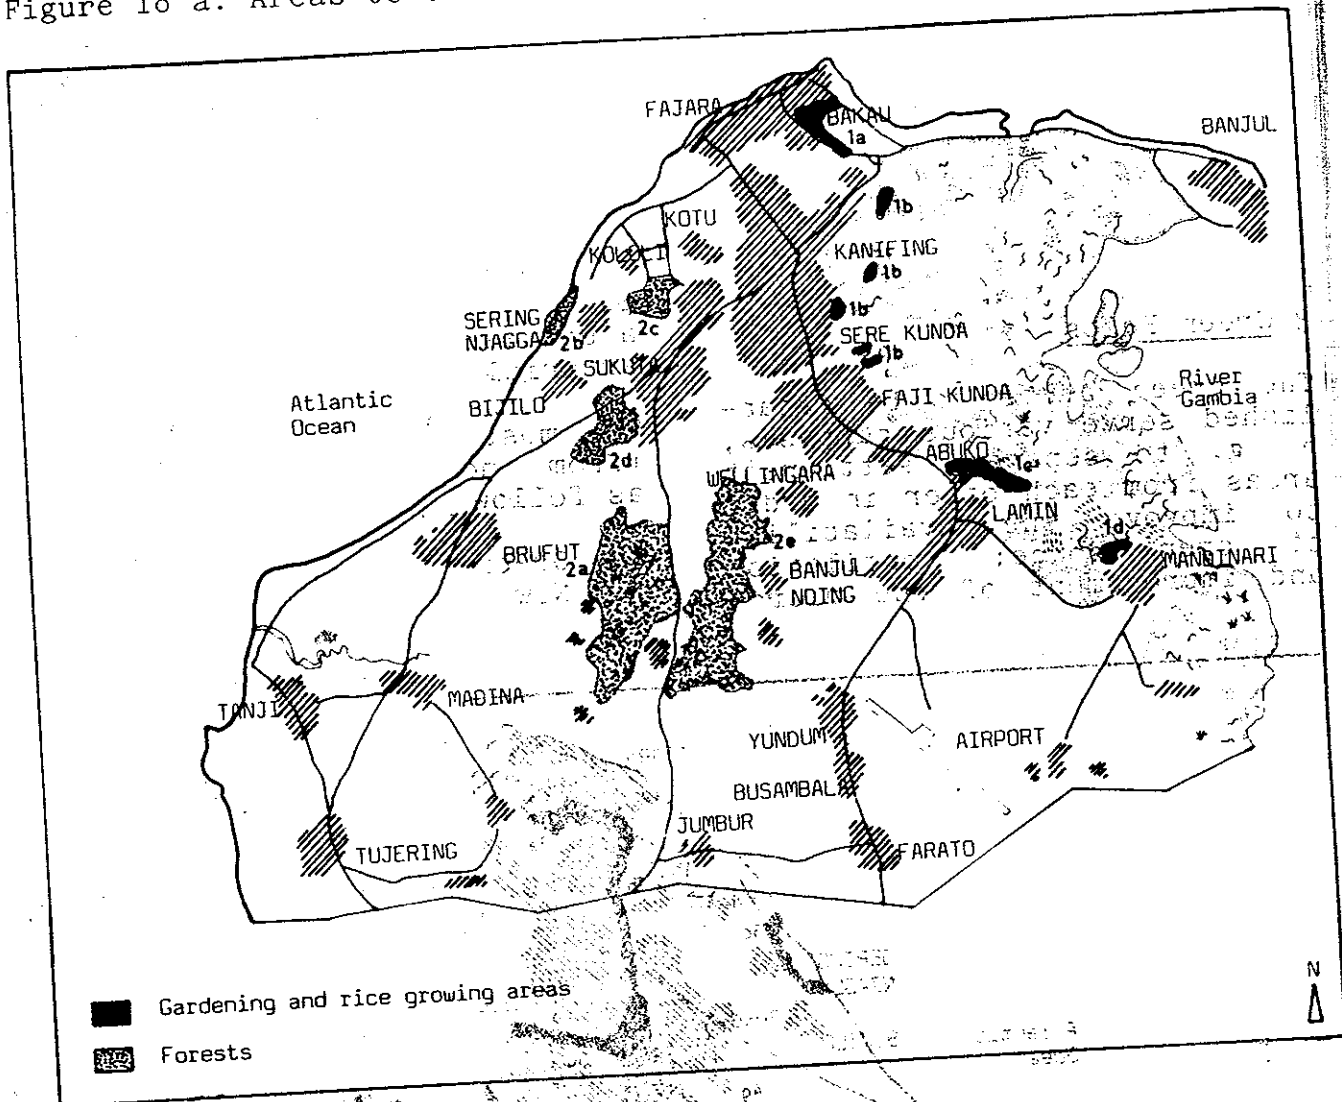 Figure 18 a. Areas
FAJARA
BAKAU
1a
BANJUL
1b
KOTU
KOLOLI
KANIFING
1b
SERING
NJAGGA
2b
2c
1b
SERE KUNDA
1b
SUKUTA
BIJILO
Atlantic
Ocean
FAJI KUNDA
River
Gambia
2d
ABUKO
WELLINGARA
LAMIN
1d
BRUFUT
2a
2e
BANJUL
NDING
MANDINARI
TANJI
MADINA
YUNDUM
AIRPORT
BUSAMBALA
JUMBUR
TUJERING
FARATO
N
Gardening and rice growing areas
Forests